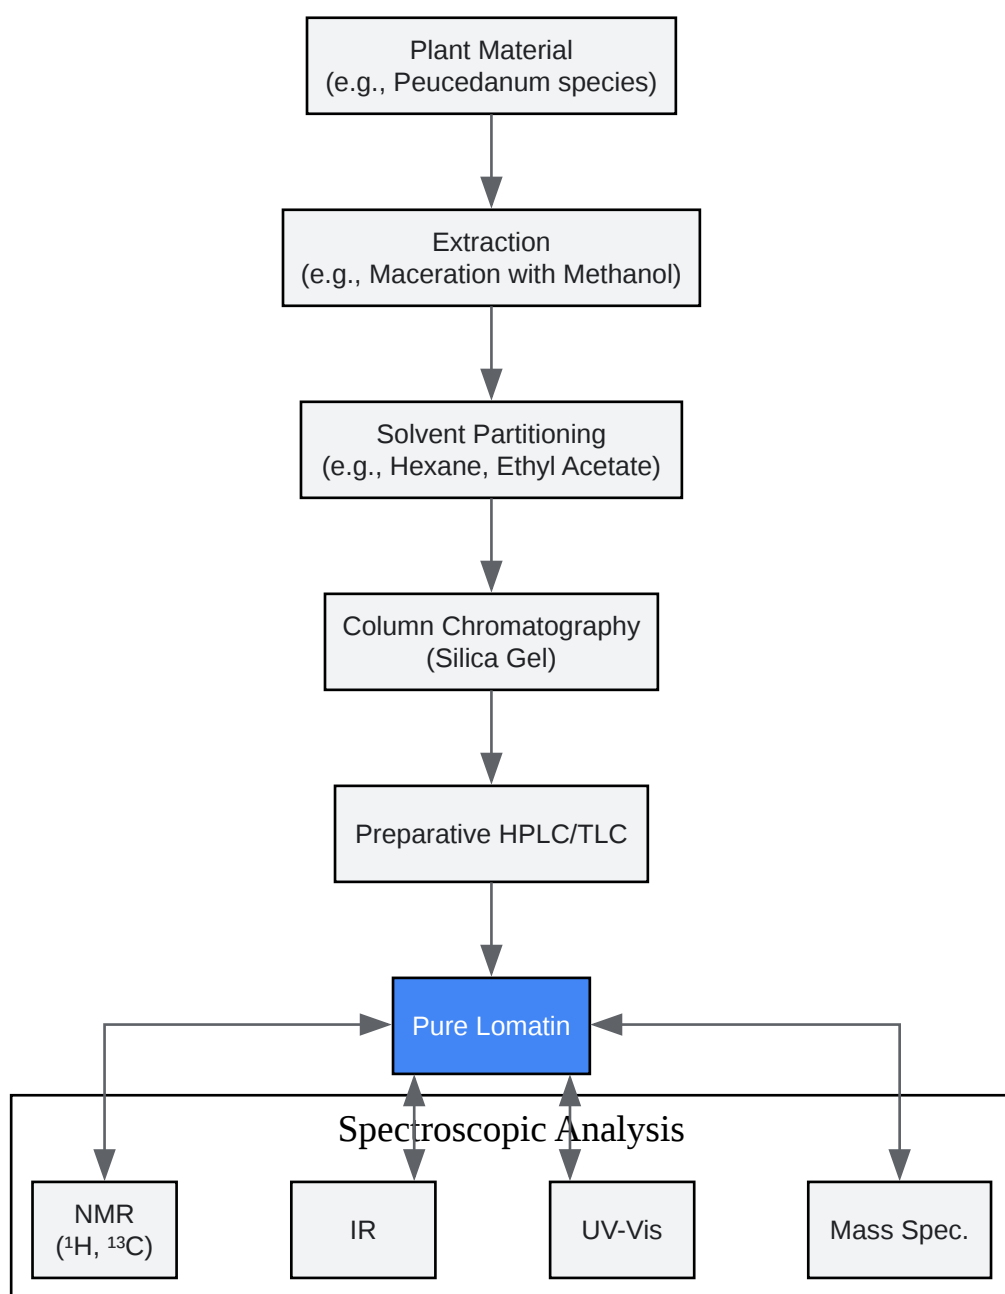 Plant Material
(e.g., Peucedanum species)
Extraction
(e.g., Maceration with Methanol)
Solvent Partitioning
(e.g., Hexane, Ethyl Acetate)
Column Chromatography
(Silica Gel)
Preparative HPLC/TLC
Pure Lomatin
Spectroscopic Analysis
NMR
(¹H, ¹³C)
IR
UV-Vis
Mass Spec.